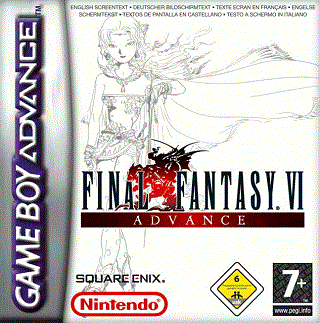 ENGLISH SCREENTEXT • DEUTSCHER BILDSCHIRMTEXT • TEXTE ECRAN EN FRANÇAIS • ENGELSE
SCHERMTEKST • TEXTOS DE PANTALLA EN CASTELLANO • TESTO A SCHERMO IN ITALIANO
GAME BOY ADVANCE™
FINAL FANTASY. VI
ADVANCE
SQUARE ENIX.
Nintendo
6
7+
www.pegi.info